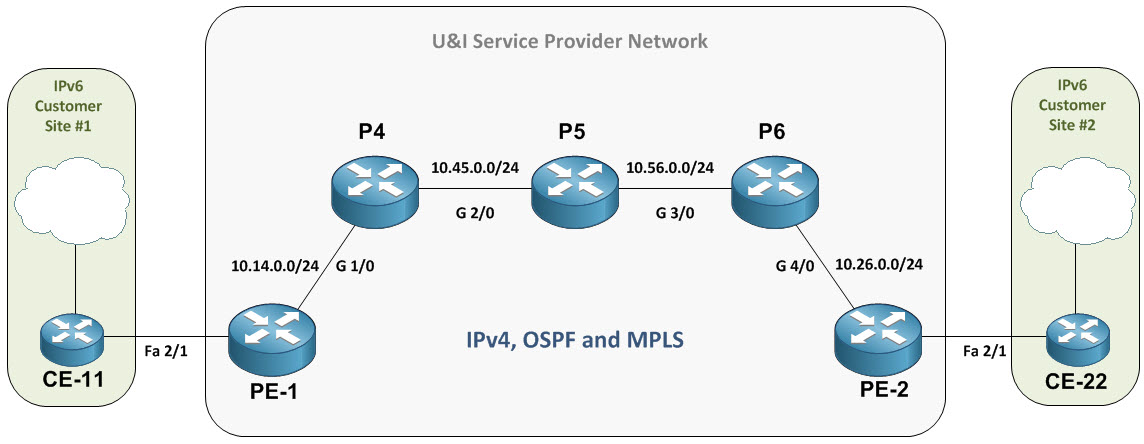 U&I Service Provider Network
IPv6
Customer
Site #1
IPv6
Customer
Site #2
P4
P5
P6
10.45.0.0/24
10.56.0.0/24
G 2/0
G 3/0
10.14.0.0/24
G 1/0
G 4/0
10.26.0.0/24
IPv4, OSPF and MPLS
Fa 2/1
Fa 2/1
CE-11
PE-1
PE-2
CE-22